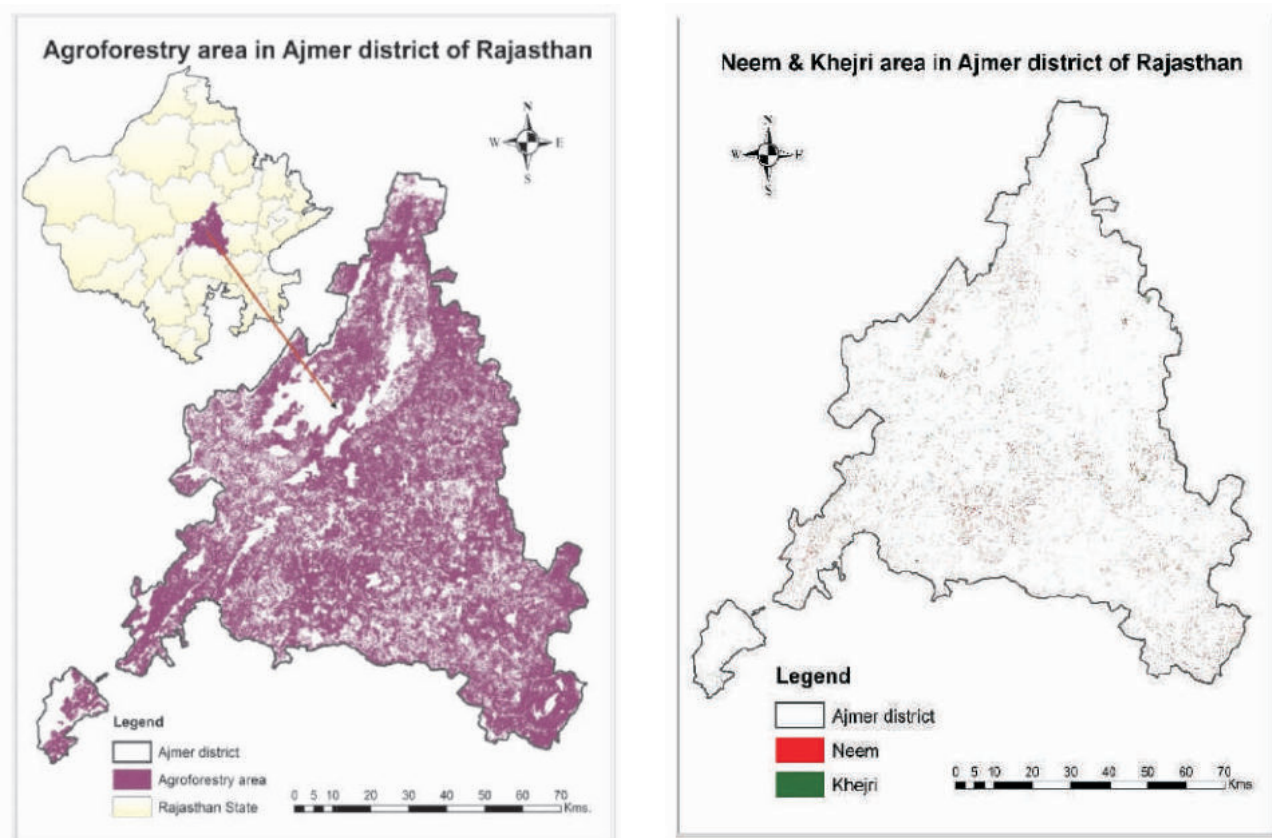 Agroforestry area in Ajmer district of Rajasthan
N
W E
S
Legend
Ajmer district
Agroforestry area
Rajasthan State
0 5 10 20 30 40 50 60 70
Kms.
Neem & Khejri area in Ajmer district of Rajasthan
N
W E
S
Legend
Ajmer district
Neem
Khejri
0 5 10 20 30 40 50 60 70
Kms